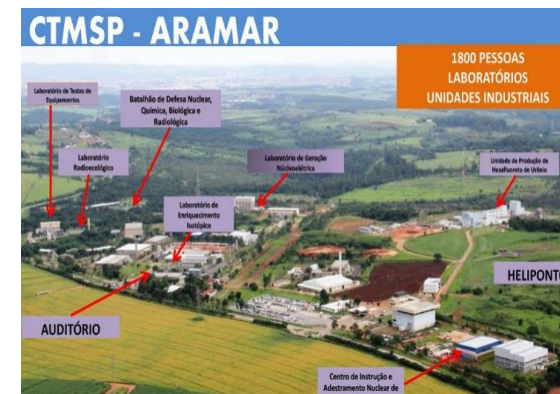 CTMSP - ARAMAR
1800 PESSOAS
LABORATÓRIOS
UNIDADES INDUSTRIAIS
Laboratório de Testes de
Equipamentos
Batalhão de Defesa Nuclear,
Química, Biológica e
Radiológica
Laboratório
Radioecológico
Laboratório de Geração
Núcleoelétrica
Unidade de Produção de
Hexafluoreto de Urânio
Laboratório de
Enriquecimento
Isotópico
HELIPONTO
AUDITÓRIO
Centro de Instrução e
Adestramento Nuclear de